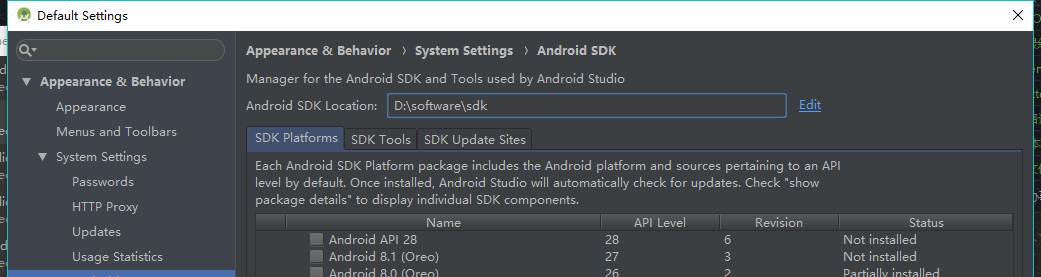 Default Settings
Appearance & Behavior › System Settings › Android SDK
Manager for the Android SDK and Tools used by Android Studio
Android SDK Location: D:\software\sdk Edit
SDK Platforms SDK Tools SDK Update Sites
Each Android SDK Platform package includes the Android platform and sources pertaining to an API
level by default. Once installed, Android Studio will automatically check for updates. Check "show
package details" to display individual SDK components.
Name API Level Revision Status
Android API 28 28 6 Not installed
Android 8.1 (Oreo) 27 3 Not installed
Android 8.0 (Oreo) 26 2 Partially installed
Appearance & Behavior
Appearance
Menus and Toolbars
System Settings
Passwords
HTTP Proxy
Updates
Usage Statistics